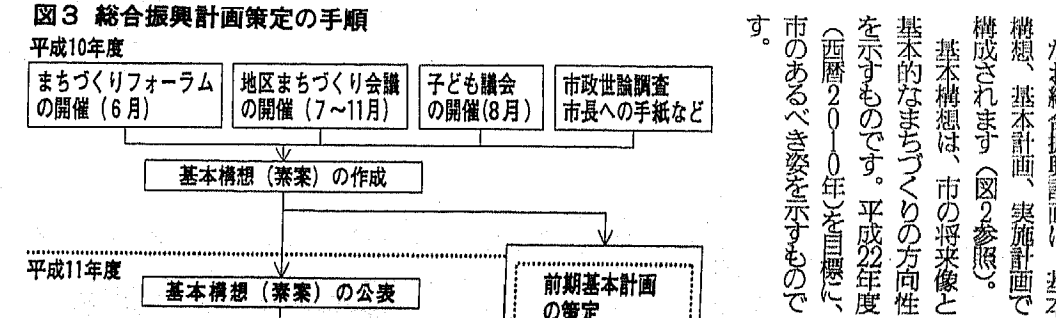 図3 総合振興計画策定の手順
平成10年度
まちづくりフォーラム
の開催(6月)
地区まちづくり会議
の開催(7~11月)
子ども議会
の開催(8月)
市政世論調査
市長への手紙など
基本構想(素案)の作成
平成11年度
基本構想(素案)の公表
前期基本計画
の策定
構想、基本計画、実施計画で
構成されます(図2参照)。
基本構想は、市の将来像と
基本的なまちづくりの方向性
を示すものです。平成22年度
(西暦2010年)を目標に、
市のあるべき姿を示すもので
す。